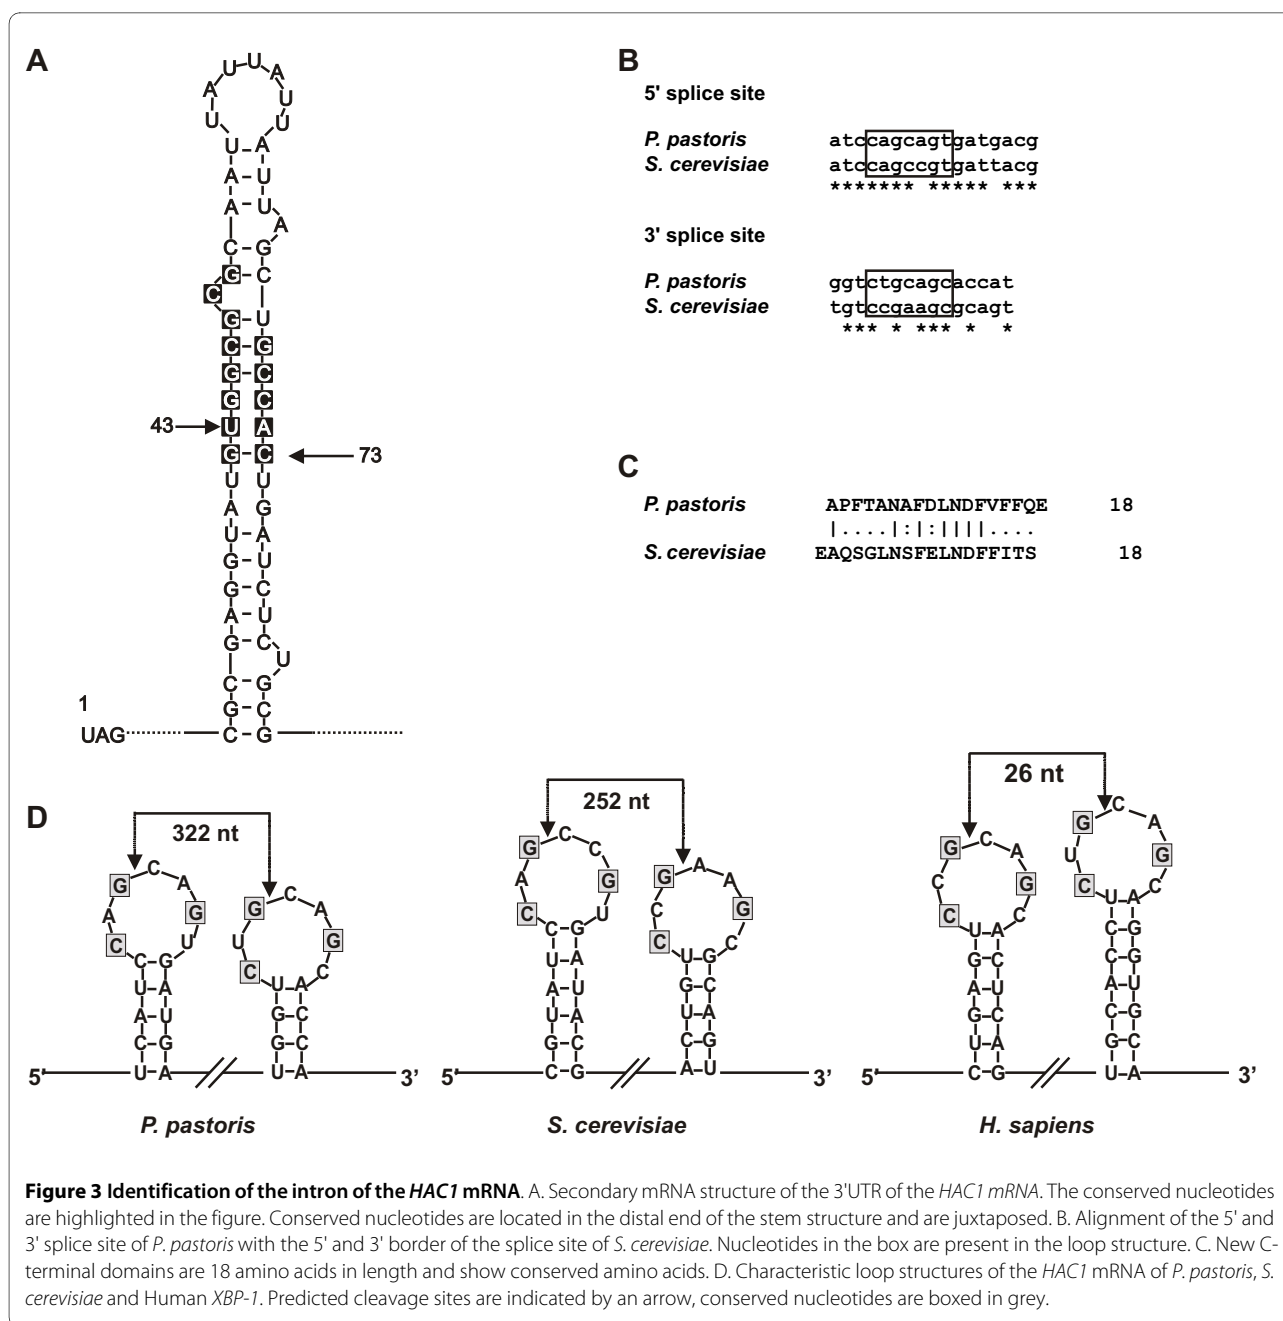 A
U U
A A
U U
U U
U-A
A-U
A-U
A
C-G
G-C
C
G-U
C-G
G-C
G-C
43 U-A
G-C 73
U U
A G
U-A
G-U
G-C
A-U
G-C
U
C-G
G-C
1
UAG C-G
B
5' splice site
P. pastoris atccagcagtgatgacg
S. cerevisiae atccagccgtgattacg
******* ***** ***
3' splice site
P. pastoris ggtctgcagcaccat
S. cerevisiae tgtccgaagcgcagt
*** * *** * *
C
P. pastoris APFTANAFDLNDFVFFQE 18
|....|:|:||||....
S. cerevisiae EAQSGLNSFELNDFFITS 18
D
322 nt
G C A
A G
C U
C-G
U-A
A-U
C-G
5' U-A
G C A
U G
C C
U-A
G-C
G-C
U-A 3'
P. pastoris
252 nt
G C C
A G
C U
C-G
U-A
A-U
U-A
G-C
5' C-G
G A A
C G
C C
U-G
G-C
U-A
C-G
A-U 3'
S. cerevisiae
26 nt
G C A
C G
C C
U-A
G-C
A-U
G-C
U-A
5' C-G
G C A
U G
C C
U-A
C-G
C-G
A-U
C-G
G-C
U-A 3'
H. sapiens
Figure 3 Identification of the intron of the HAC1 mRNA. A. Secondary mRNA structure of the 3'UTR of the HAC1 mRNA. The conserved nucleotides
are highlighted in the figure. Conserved nucleotides are located in the distal end of the stem structure and are juxtaposed. B. Alignment of the 5' and
3' splice site of P. pastoris with the 5' and 3' border of the splice site of S. cerevisiae. Nucleotides in the box are present in the loop structure. C. New C-
terminal domains are 18 amino acids in length and show conserved amino acids. D. Characteristic loop structures of the HAC1 mRNA of P. pastoris, S.
cerevisiae and Human XBP-1. Predicted cleavage sites are indicated by an arrow, conserved nucleotides are boxed in grey.